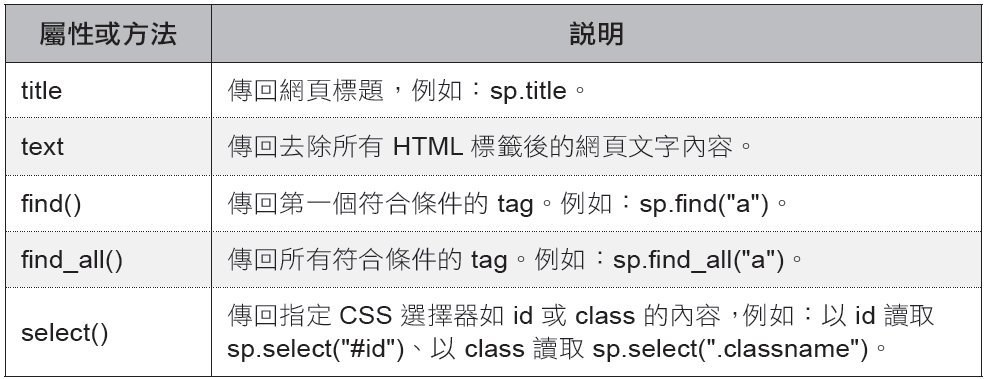 屬性或方法 說明
title 傳回網頁標題，例如：sp.title。
text 傳回去除所有 HTML 標籤後的網頁文字內容。
find() 傳回第一個符合條件的 tag。例如：sp.find("a")。
find_all() 傳回所有符合條件的 tag。例如：sp.find_all("a")。
select() 傳回指定 CSS 選擇器如 id 或 class 的內容，例如：以 id 讀取
sp.select("#id")、以 class 讀取 sp.select(".classname")。